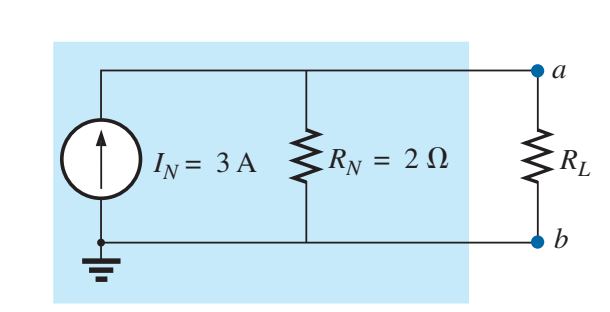 a
I_N = 3 A
R_N = 2 Ω
R_L
b